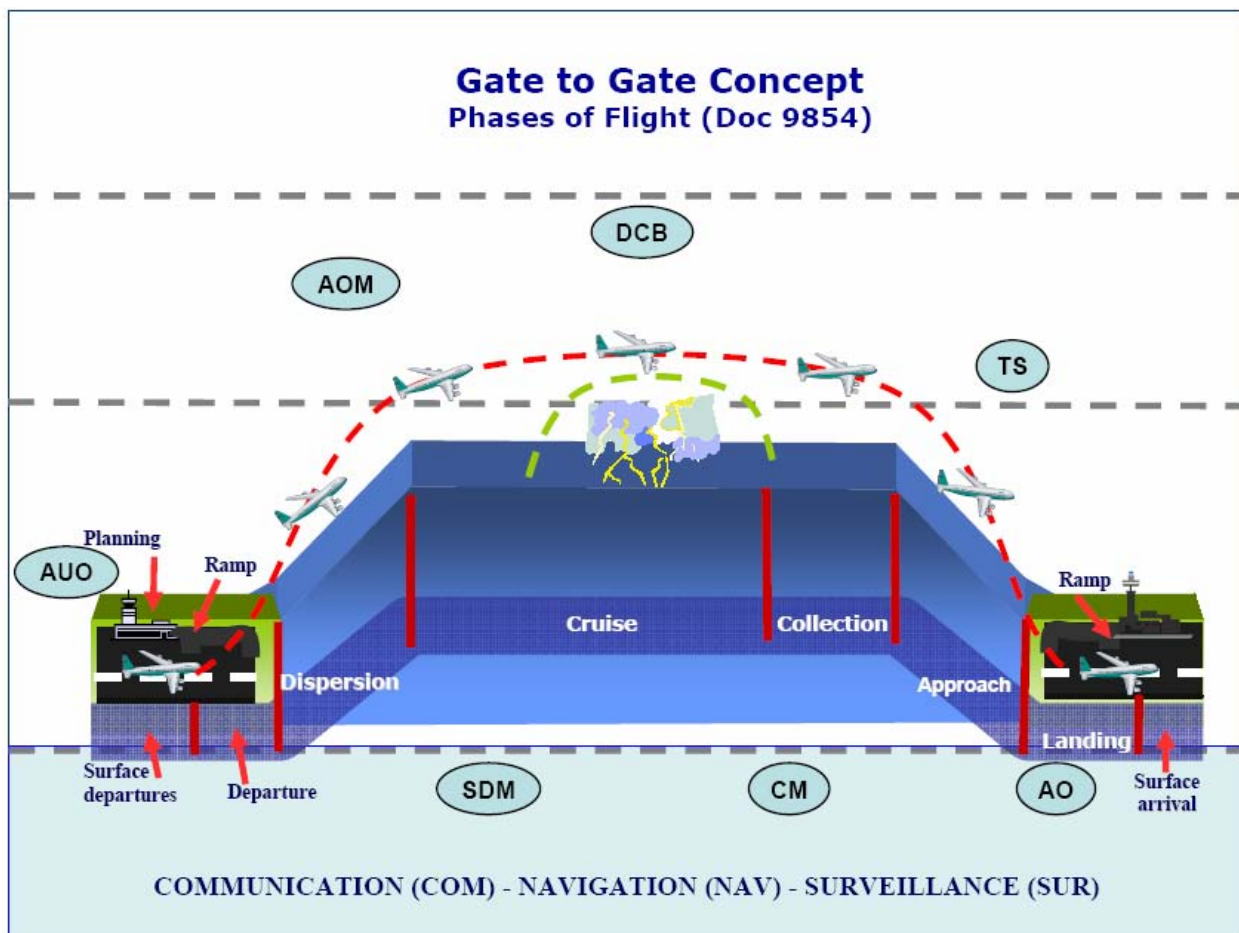 Gate to Gate Concept
Phases of Flight (Doc 9854)
DCB
AOM
TS
Planning
Ramp
AUO
Ramp
Cruise
Collection
Dispersion
Approach
Landing
Surface
departures
Departure
SDM
CM
AO
Surface
arrival
COMMUNICATION (COM) - NAVIGATION (NAV) - SURVEILLANCE (SUR)